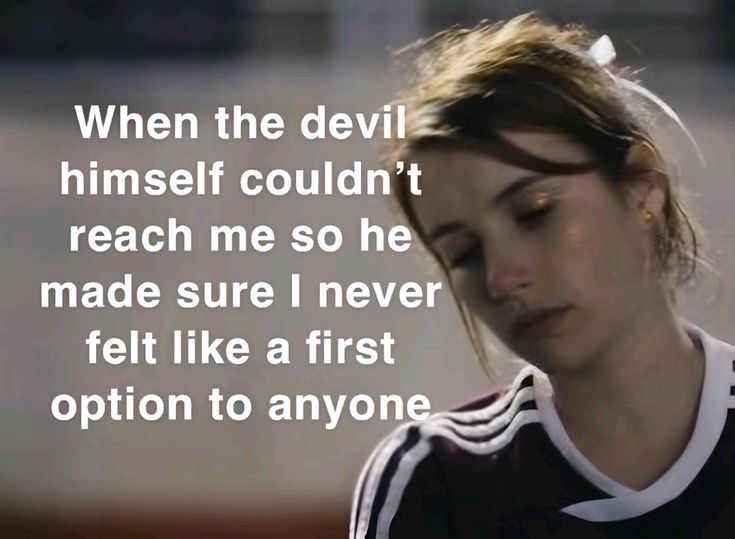 When the devil
himself couldn’t
reach me so he
made sure I never
felt like a first
option to anyone